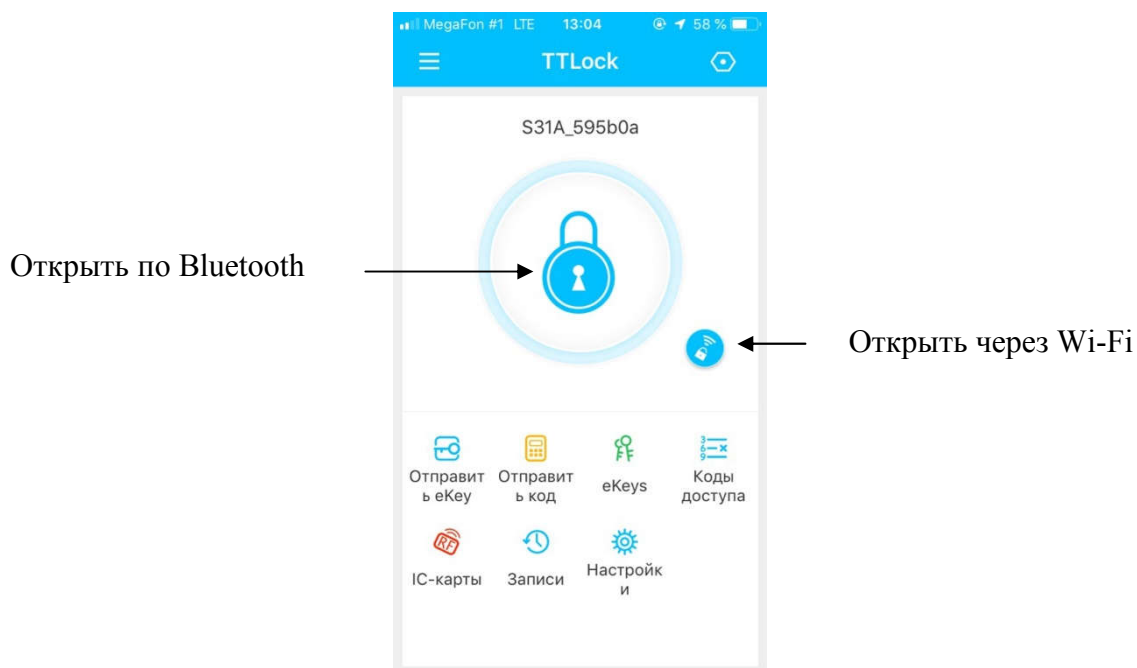 MegaFon #1 LTE 13:04 58 %
TTLock
S31A_595b0a
Открыть по Bluetooth
Открыть через Wi-Fi
Отправит
ь eKey
Отправит
ь код
eKeys
Коды
доступа
IC-карты
Записи
Настройк
и